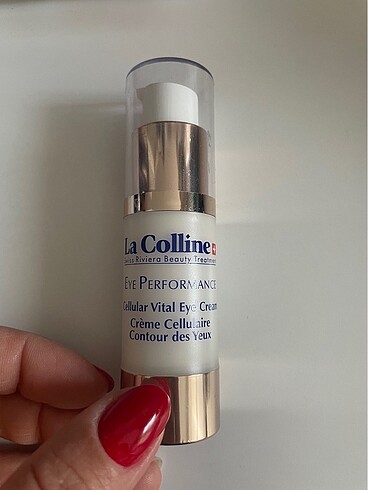 La Colline
Swiss Riviera Beauty Treatment
EYE PERFORMANCE
Cellular Vital Eye Cream
Crème Cellulaire
Contour des Yeux